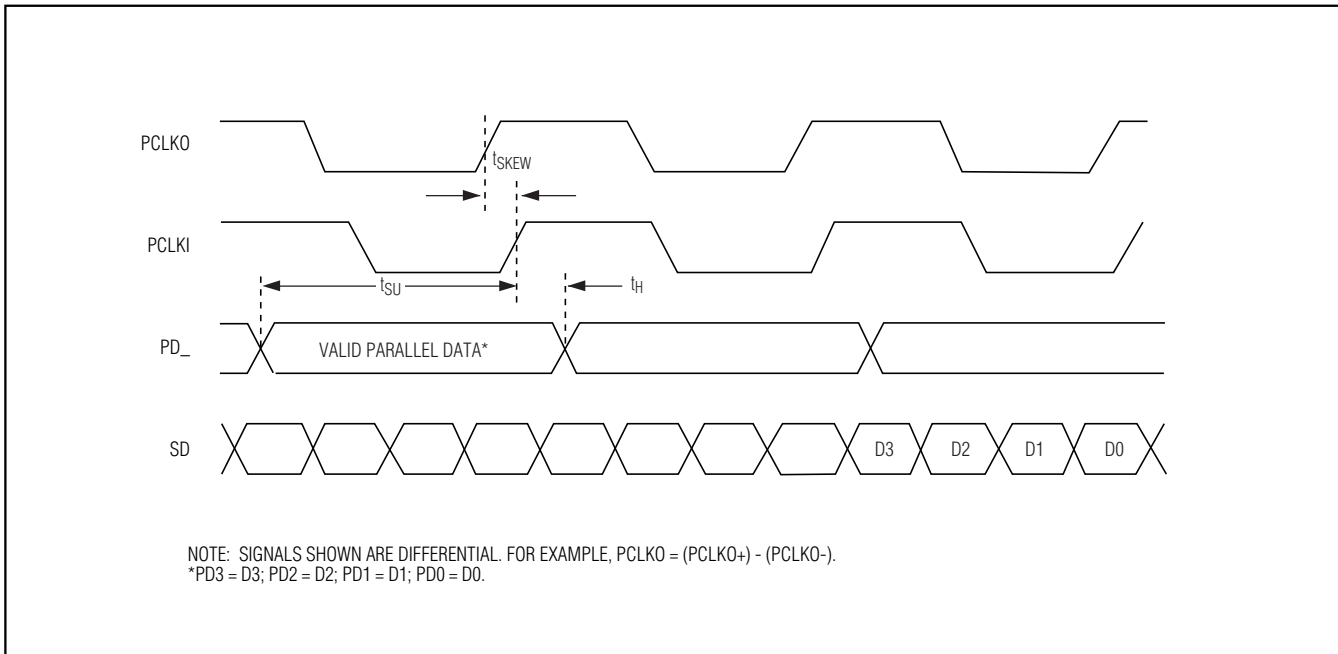 PCLKO
tSKEW
PCLKI
tSU
tH
PD_
VALID PARALLEL DATA*
SD
D3
D2
D1
D0
NOTE: SIGNALS SHOWN ARE DIFFERENTIAL. FOR EXAMPLE, PCLKO = (PCLKO+) - (PCLKO-).
*PD3 = D3; PD2 = D2; PD1 = D1; PD0 = D0.